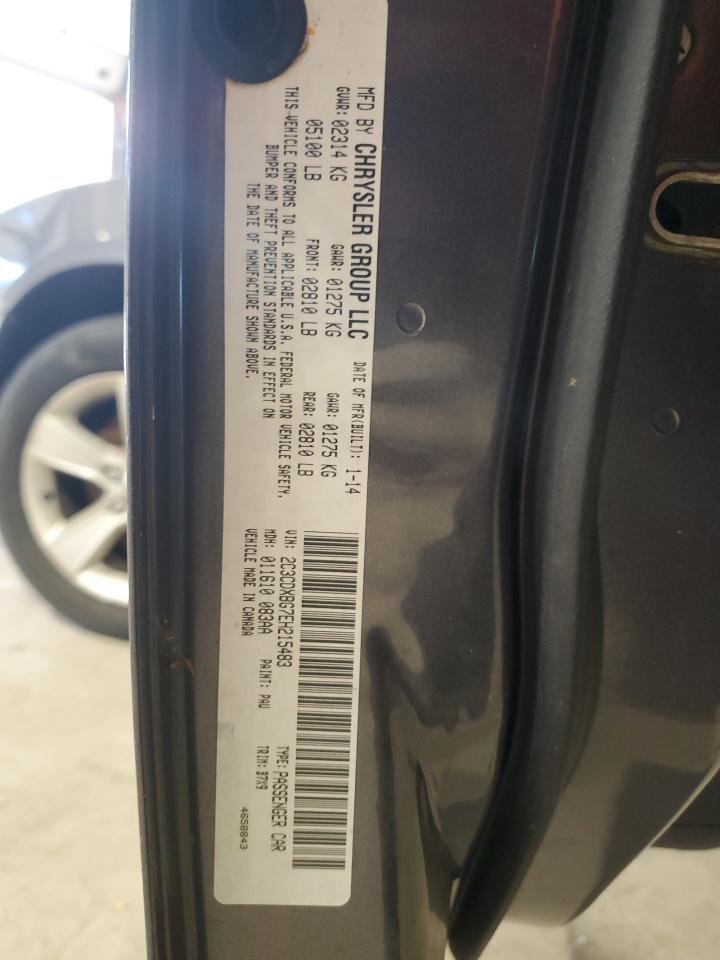 MFD BY CHRYSLER GROUP LLC DATE OF MFR(BUILT): 1-14
GVWR: 02314 KG GAWR: 01275 KG GAWR: 01275 KG
05100 LB FRONT: 02810 LB REAR: 02810 LB
THIS VEHICLE CONFORMS TO ALL APPLICABLE U.S.A. FEDERAL MOTOR VEHICLE SAFETY,
BUMPER AND THEFT PREVENTION STANDARDS IN EFFECT ON
THE DATE OF MANUFACTURE SHOWN ABOVE.
VIN: 2C3CDXBG7EH215483 TYPE: PASSENGER CAR
MDH: 011610 083AA PAINT: PAU TRIM: B7X9
VEHICLE MADE IN CANADA 4658843